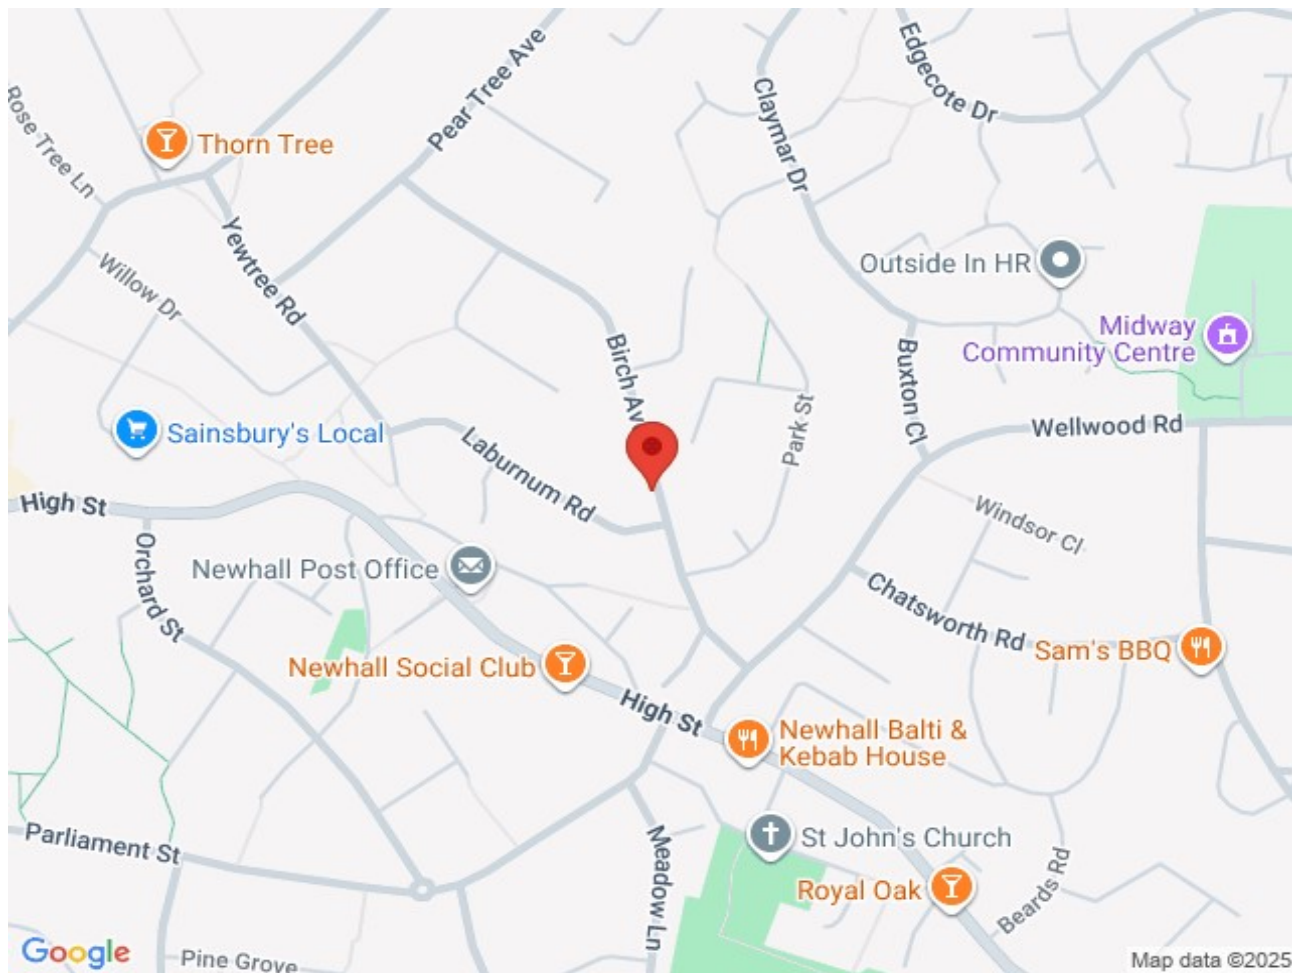 Edgecote Dr
Pear Tree Ave
Rose Tree Ln
Thorn Tree
Claymar Dr
Yewtree Rd
Willow Dr
Outside In HR
Midway
Community Centre
Birch Av
Buxton Cl
Park St
Wellwood Rd
Sainsbury's Local
Laburnum Rd
High St
Windsor Cl
Orchard St
Newhall Post Office
Chatsworth Rd
Sam's BBQ
Newhall Social Club
High St
Newhall Balti &
Kebab House
Parliament St
Meadow Ln
St John's Church
Royal Oak
Beards Rd
Google
Pine Grove
Map data ©2025